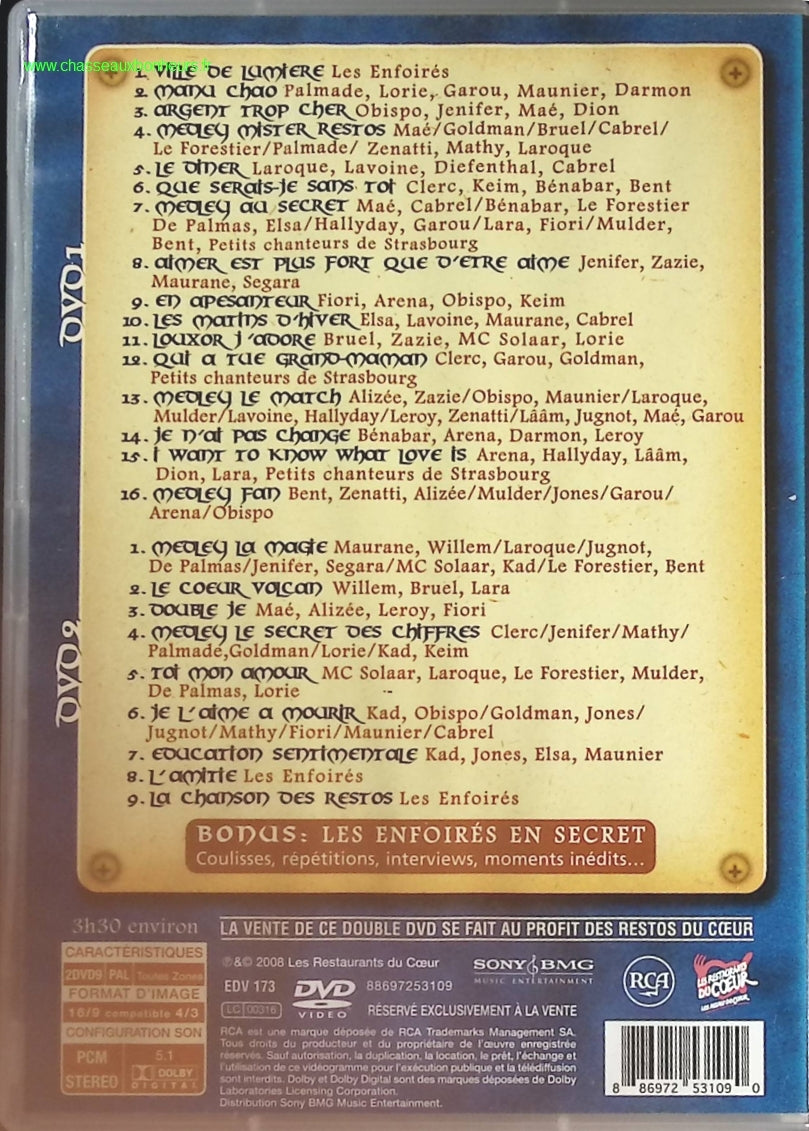 www.chasseauxbonheurs.fr
1. VILLE DE LUMIERE Les Enfoirés
2. MANU CHAO Palmade, Lorie, Garou, Maunier, Darmon
3. ARGENT TROP CHER Obispo, Jenifer, Maé, Dion
4. MEDLEY MISTER RESTOS Maé/Goldman/Bruel/Cabrel/
Le Forestier/Palmade/ Zenatti, Mathy, Laroque
5. LE DINER Laroque, Lavoine, Diefenthal, Cabrel
6. QUE SERAIS-JE SANS TOI Clerc, Keim, Bénabar, Bent
7. MEDLEY AU SECRET Maé, Cabrel/Bénabar, Le Forestier
De Palmas, Elsa/Hallyday, Garou/Lara, Fiori/Mulder,
Bent, Petits chanteurs de Strasbourg
8. AIMER EST PLUS FORT QUE D'ETRE AIME Jenifer, Zazie,
Maurane, Segara
9. EN APESANTEUR Fiori, Arena, Obispo, Keim
10. LES MATINS D'HIVER Elsa, Lavoine, Maurane, Cabrel
11. LOUXOR J'ADORE Bruel, Zazie, MC Solaar, Lorie
12. QUI A TUE GRAND-MAMAN Clerc, Garou, Goldman,
Petits chanteurs de Strasbourg
13. MEDLEY LE MATCH Alizée, Zazie/Obispo, Maunier/Laroque,
Mulder/Lavoine, Hallyday/Leroy, Zenatti/Lââm, Jugnot, Maé, Garou
14. JE N'AI PAS CHANGE Bénabar, Arena, Darmon, Leroy
15. I WANT TO KNOW WHAT LOVE IS Arena, Hallyday, Lââm,
Dion, Lara, Petits chanteurs de Strasbourg
16. MEDLEY FAN Bent, Zenatti, Alizée/Mulder/Jones/Garou/
Arena/Obispo
DVD1
1. MEDLEY LA MAGIE Maurane, Willem/Laroque/Jugnot,
De Palmas/Jenifer, Segara/MC Solaar, Kad/Le Forestier, Bent
2. LE COEUR VOLCAN Willem, Bruel, Lara
3. DOUBLE JE Maé, Alizée, Leroy, Fiori
4. MEDLEY LE SECRET DES CHIFFRES Clerc/Jenifer/Mathy/
Palmade,Goldman/Lorie/Kad, Keim
5. TOI MON AMOUR MC Solaar, Laroque, Le Forestier, Mulder,
De Palmas, Lorie
6. JE L'AIME A MOURIR Kad, Obispo/Goldman, Jones/
Jugnot/Mathy/Fiori/Maunier/Cabrel
7. EDUCATION SENTIMENTALE Kad, Jones, Elsa, Maunier
8. L'AMITIE Les Enfoirés
9. LA CHANSON DES RESTOS Les Enfoirés
DVD2
BONUS: LES ENFOIRÉS EN SECRET
Coulisses, répétitions, interviews, moments inédits...
3h30 environ
LA VENTE DE CE DOUBLE DVD SE FAIT AU PROFIT DES RESTOS DU CŒUR
CARACTÉRISTIQUES
2DVD9 PAL Toutes Zones
FORMAT D'IMAGE
16/9 compatible 4/3
CONFIGURATION SON
PCM STEREO
5.1 DOLBY DIGITAL
℗&© 2008 Les Restaurants du Cœur
EDV 173 DVD VIDEO 88697253109
LC 00316 RÉSERVÉ EXCLUSIVEMENT À LA VENTE
SONY BMG
MUSIC ENTERTAINMENT
RCA
LES RESTAURANTS DU CŒUR
LES RELAIS DU CŒUR
RCA est une marque déposée de RCA Trademarks Management SA.
Tous droits du producteur et du propriétaire de l'œuvre enregistrée
réservés. Sauf autorisation, la duplication, la location, le prêt, l'échange et
l'utilisation de ce vidéogramme pour l'exécution publique et la télédiffusion
sont interdits. Dolby et Dolby Digital sont des marques déposées de Dolby
Laboratories Licensing Corporation.
Distribution Sony BMG Music Entertainment.
8 86972 53109 0